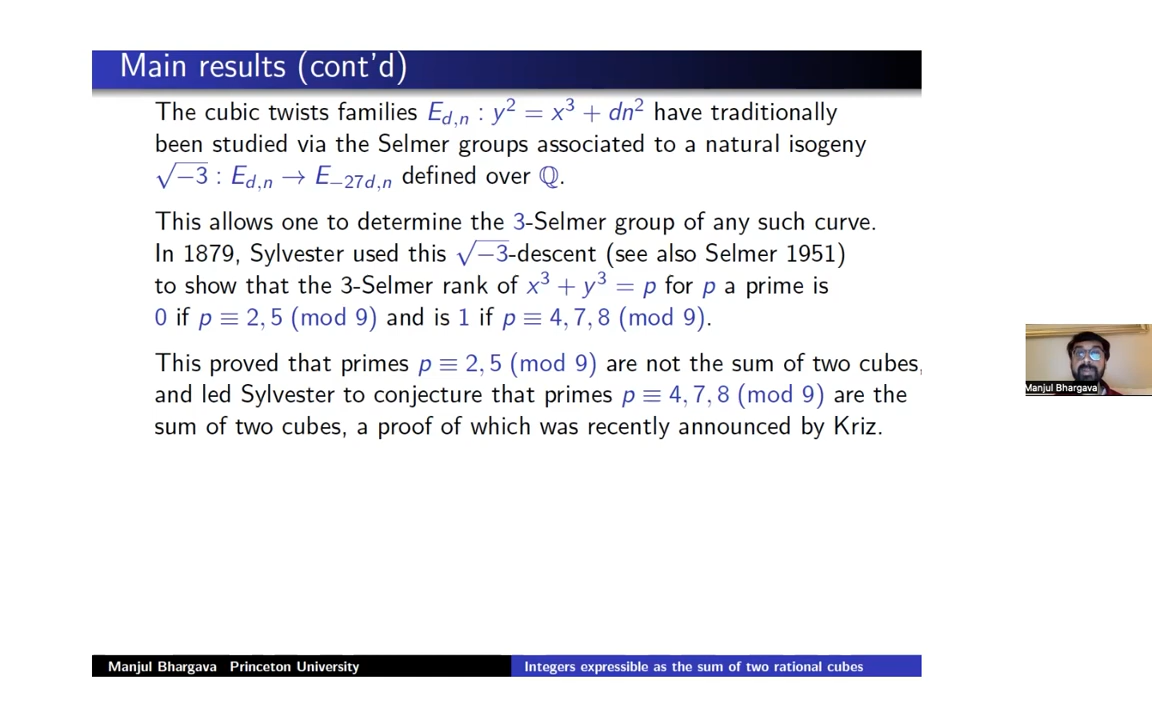 Main results (cont'd)
The cubic twists families E_{d,n} : y² = x³ + dn² have traditionally
been studied via the Selmer groups associated to a natural isogeny
√−3 : E_{d,n} → E_{−27d,n} defined over ℚ.
This allows one to determine the 3-Selmer group of any such curve.
In 1879, Sylvester used this √−3-descent (see also Selmer 1951)
to show that the 3-Selmer rank of x³ + y³ = p for p a prime is
0 if p ≡ 2, 5 (mod 9) and is 1 if p ≡ 4, 7, 8 (mod 9).
This proved that primes p ≡ 2, 5 (mod 9) are not the sum of two cubes,
and led Sylvester to conjecture that primes p ≡ 4, 7, 8 (mod 9) are the
sum of two cubes, a proof of which was recently announced by Kriz.
Manjul Bhargava
Manjul Bhargava Princeton University
Integers expressible as the sum of two rational cubes